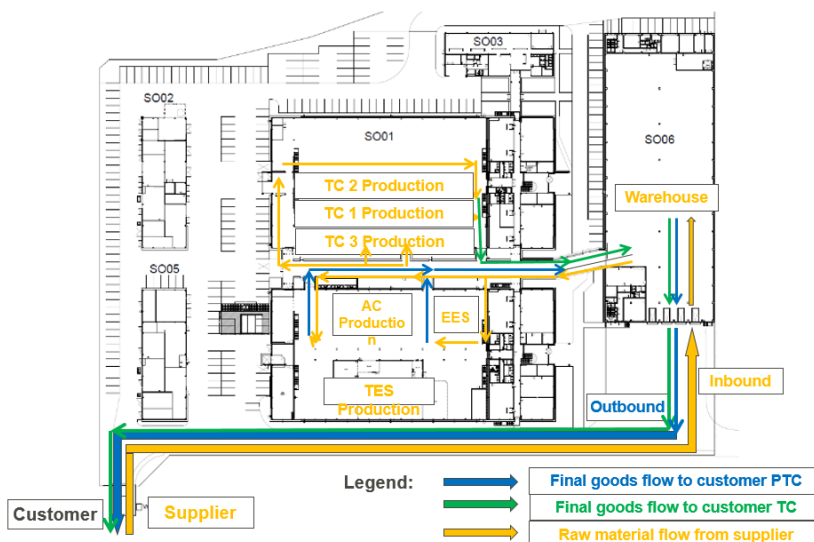 SO03
SO02
SO01
SO06
TC 2 Production
Warehouse
TC 1 Production
TC 3 Production
SO05
AC
Productio
n
EES
TES
Production
Inbound
Outbound
Legend:
Final goods flow to customer PTC
Final goods flow to customer TC
Raw material flow from supplier
Customer
Supplier